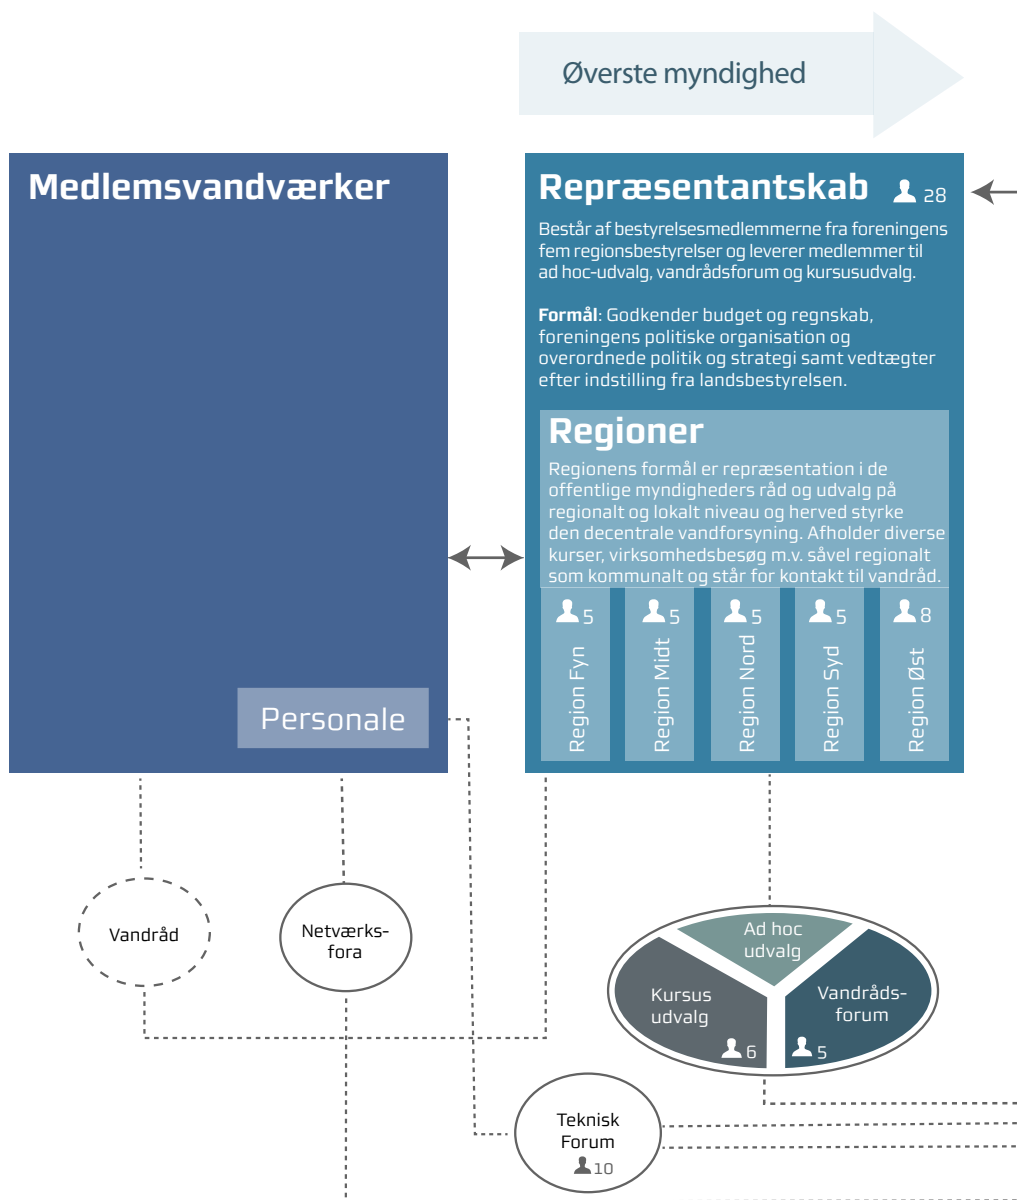 Øverste myndighed
Medlemsvandværker
Personale
Repræsentantskab 28
Består af bestyrelsesmedlemmerne fra foreningens
fem regionsbestyrelser og leverer medlemmer til
ad hoc-udvalg, vandrådsforum og kursusudvalg.
Formål: Godkender budget og regnskab,
foreningens politiske organisation og
overordnede politik og strategi samt vedtægter
efter indstilling fra landsbestyrelsen.
Regioner
Regionens formål er repræsentation i de
offentlige myndigheders råd og udvalg på
regionalt og lokalt niveau og herved styrke
den decentrale vandforsyning. Afholder diverse
kurser, virksomhedsbesøg m.v. såvel regionalt
som kommunalt og står for kontakt til vandråd.
5
Region Fyn
5
Region Midt
5
Region Nord
5
Region Syd
8
Region Øst
Vandråd
Netværks-
fora
Ad hoc
udvalg
Kursus
udvalg
6
Vandråds-
forum
5
Teknisk
Forum
10